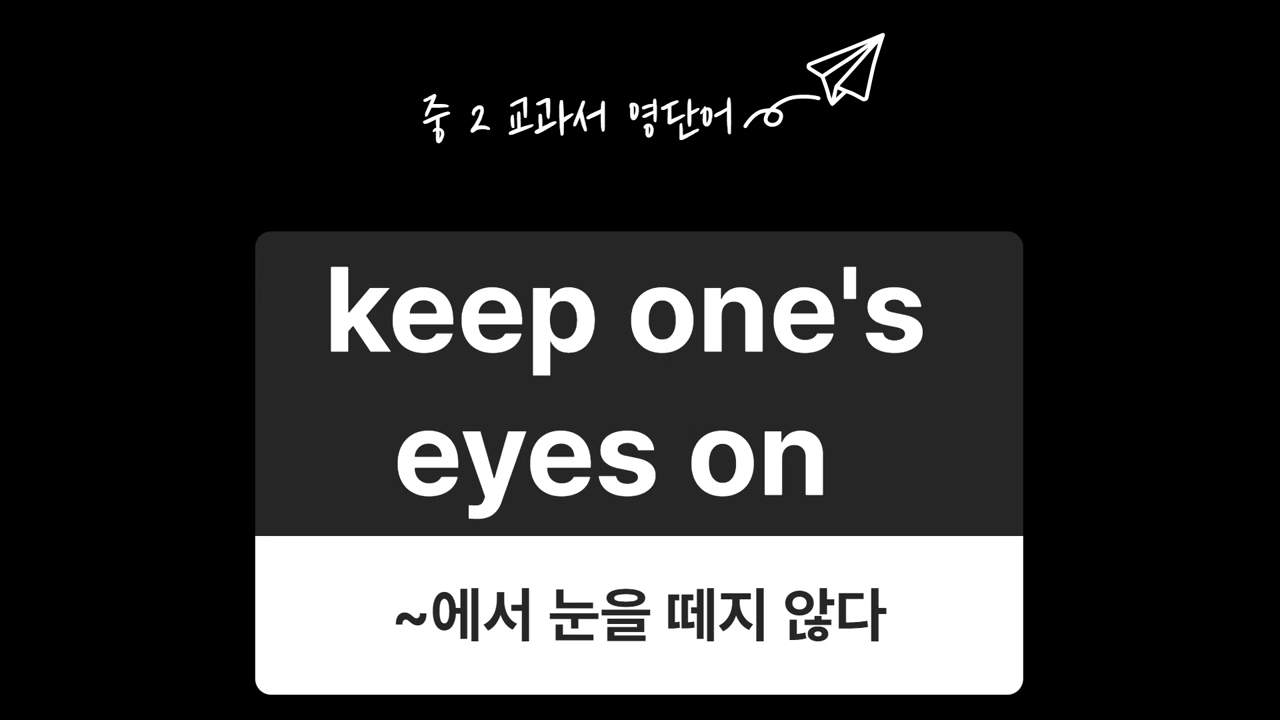 중 2 교과서 영단어
keep one's
eyes on
~에서 눈을 떼지 않다